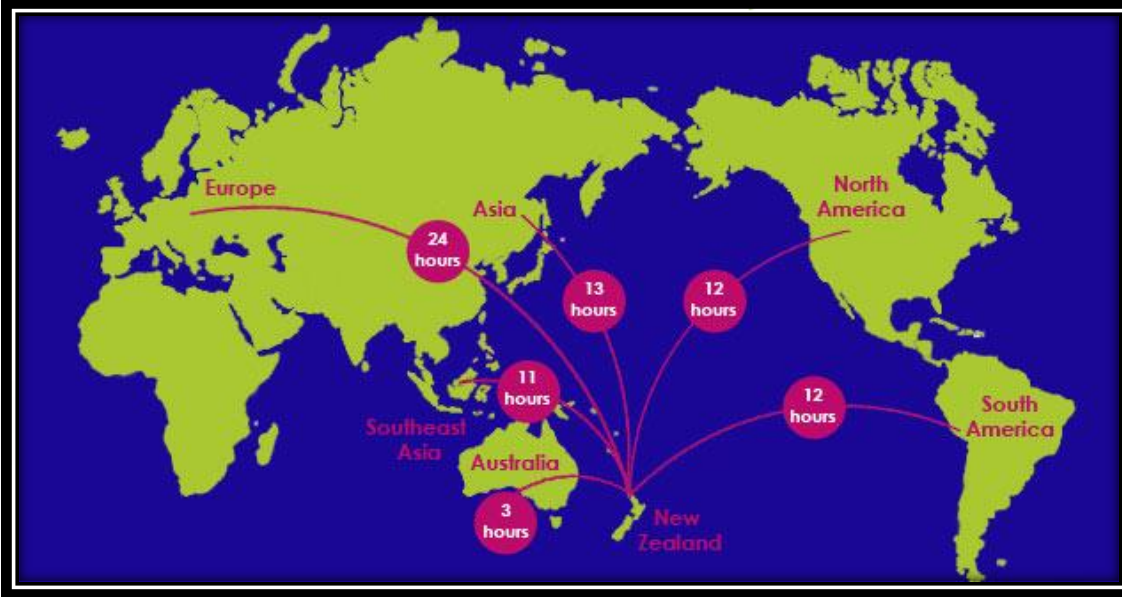 Europe
24
hours
Asia
13
hours
12
hours
North
America
11
hours
Southeast
Asia
Australia
3
hours
New
Zealand
12
hours
South
America